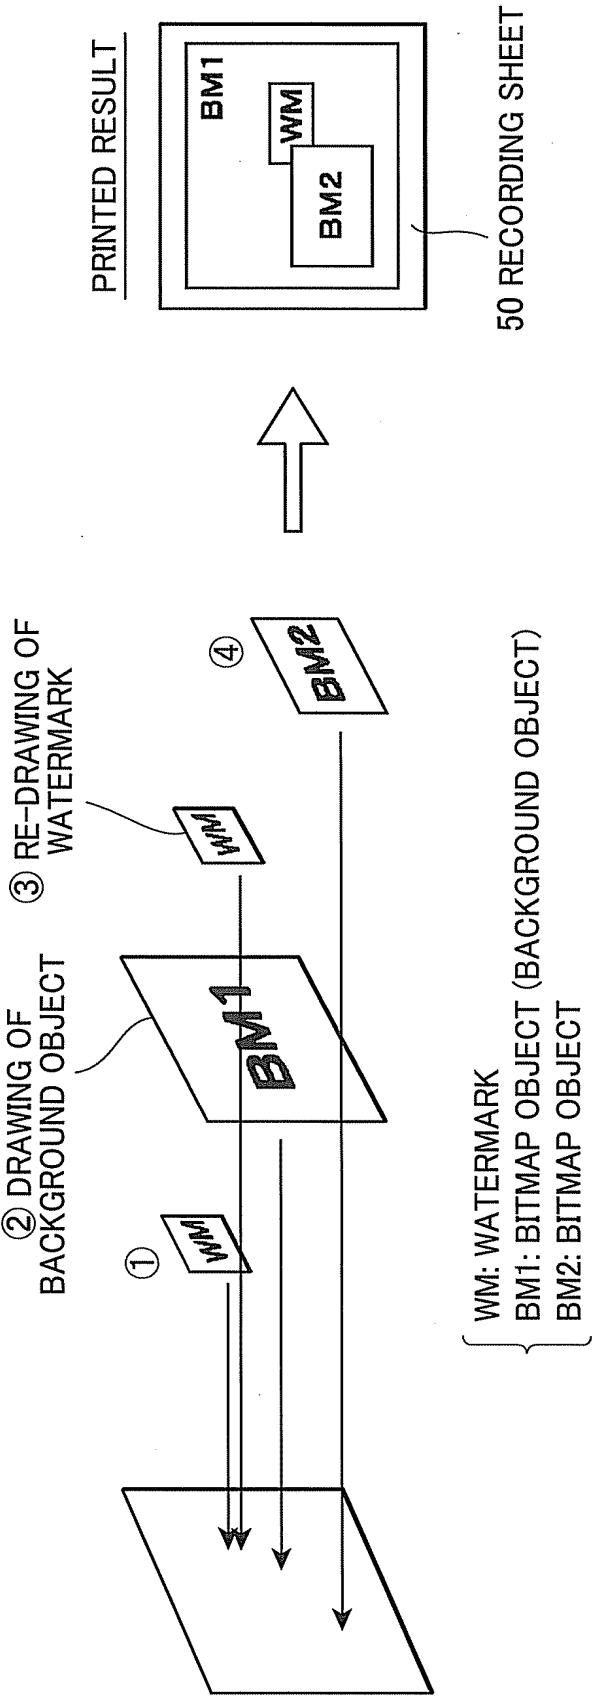 ② DRAWING OF
BACKGROUND OBJECT
③ RE-DRAWING OF
WATERMARK
①
WM
BM1
WM
④
BM2
PRINTED RESULT
BM1
WM
BM2
50 RECORDING SHEET
WM: WATERMARK
BM1: BITMAP OBJECT (BACKGROUND OBJECT)
BM2: BITMAP OBJECT